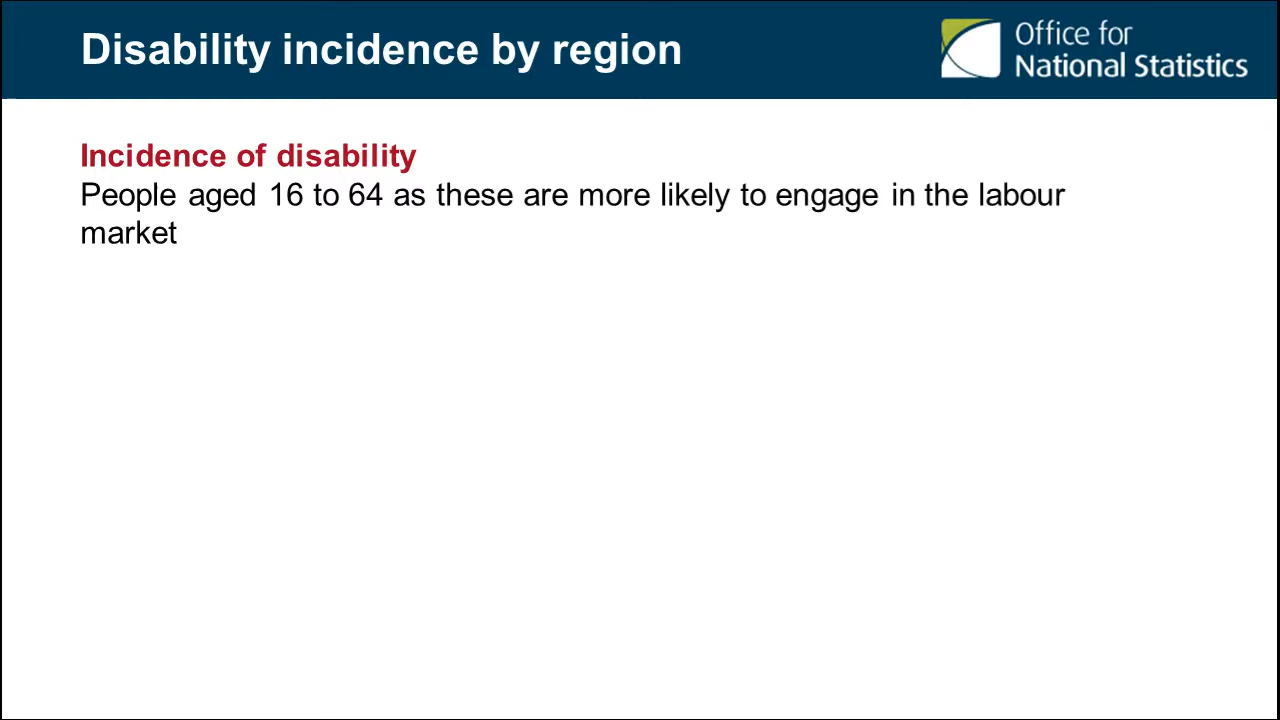 Disability incidence by region
Office for
National Statistics
Incidence of disability
People aged 16 to 64 as these are more likely to engage in the labour
market